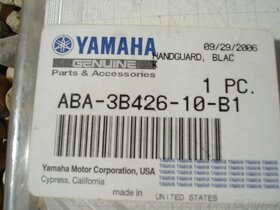 YAMAHA
09/29/2006
HANDGUARD, BLAC
K
GENUINE
Parts & Accessories
1 PC.
ABA-3B426-10-B1
Yamaha Motor Corporation, USA
Cypress, California
made in
UNITED STATES